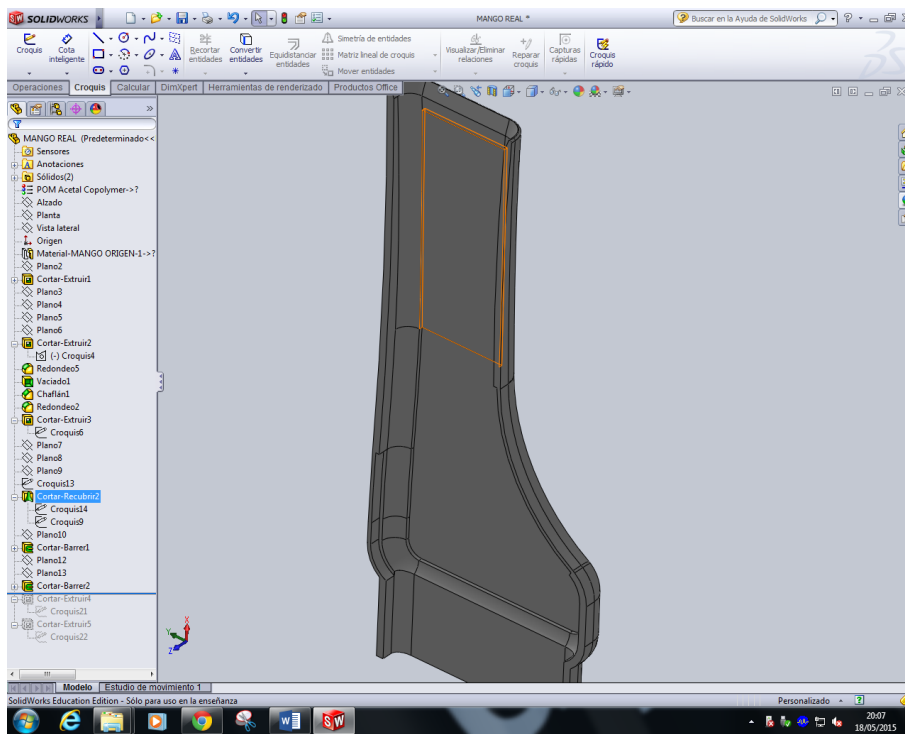 SOLIDWORKS
MANGO REAL *
Buscar en la Ayuda de SolidWorks
Croquis
Cota inteligente
Recortar entidades
Convertir entidades
Equidistanciar entidades
Simetría de entidades
Matriz lineal de croquis
Mover entidades
Visualizar/Eliminar relaciones
Reparar croquis
Capturas rápidas
Croquis rápido
Operaciones Croquis Calcular DimXpert Herramientas de renderizado Productos Office
MANGO REAL (Predeterminado<<
Sensores
Anotaciones
Sólidos(2)
POM Acetal Copolymer->?
Alzado
Planta
Vista lateral
Origen
Material-MANGO ORIGEN-1->?
Plano2
Cortar-Extruir1
Plano3
Plano4
Plano5
Plano6
Cortar-Extruir2
(-) Croquis4
Redondeo5
Vaciado1
Chaflán1
Redondeo2
Cortar-Extruir3
Croquis6
Plano7
Plano8
Plano9
Croquis13
Cortar-Recubrir2
Croquis14
Croquis9
Plano10
Cortar-Barrer1
Plano12
Plano13
Cortar-Barrer2
Cortar-Extruir4
Croquis21
Cortar-Extruir5
Croquis22
X
Y
Z
Modelo Estudio de movimiento 1
SolidWorks Education Edition - Sólo para uso en la enseñanza
Personalizado
20:07
18/05/2015